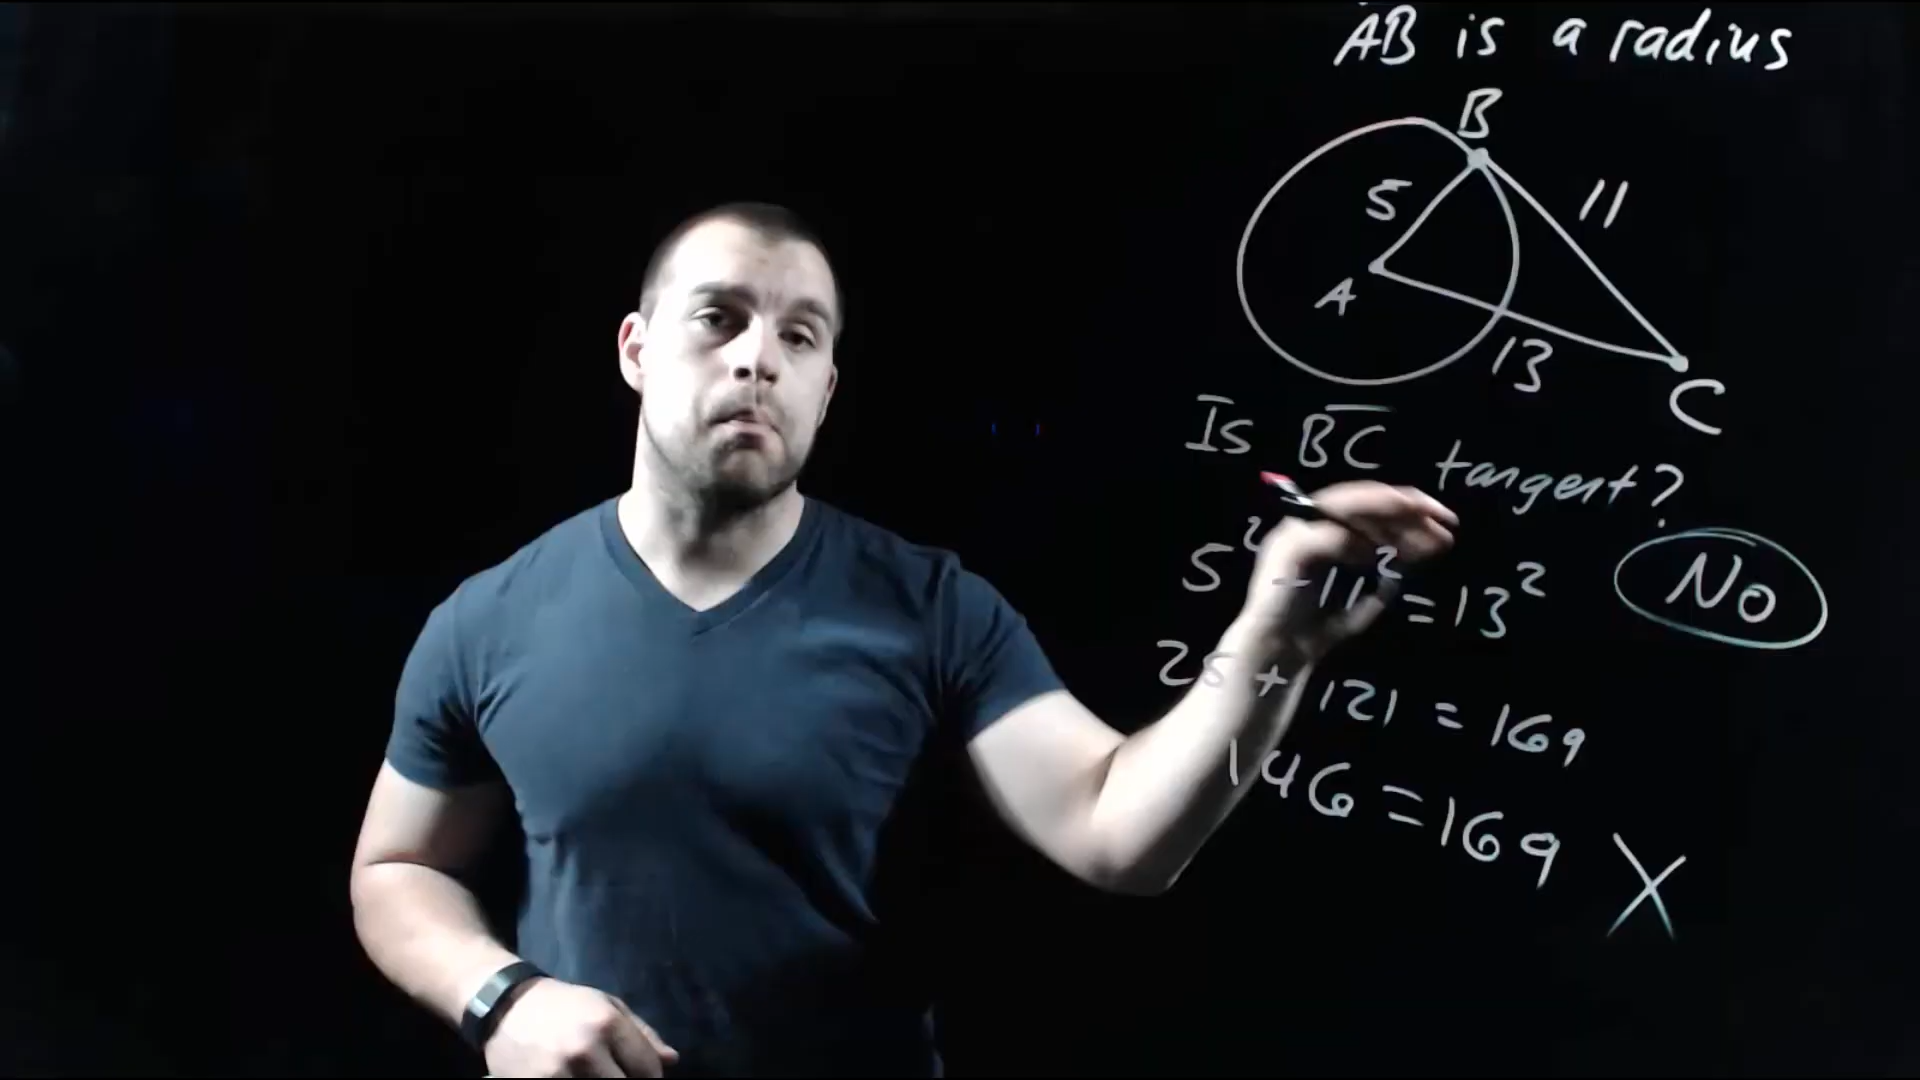 AB is a radius
B
5
11
A
13
C
Is BC tangent?
5² + 11² = 13²
No
25 + 121 = 169
146 = 169 X